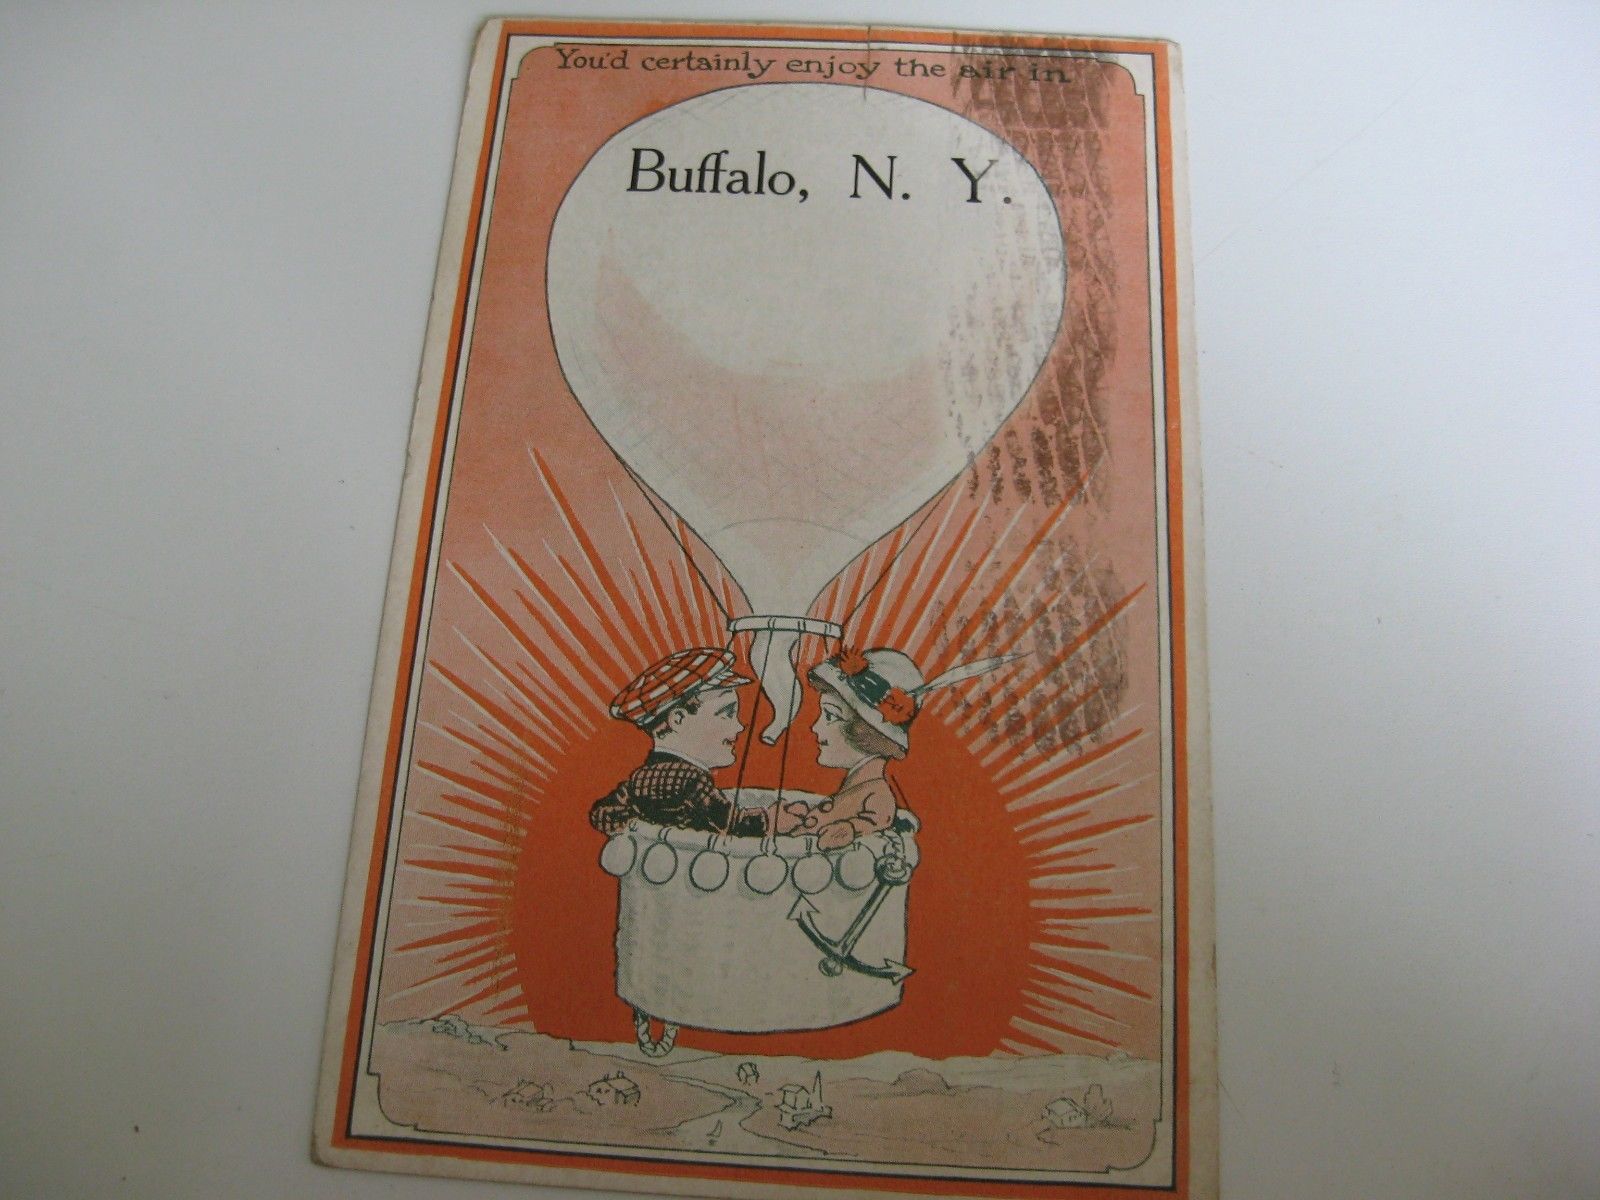 You'd certainly enjoy the air in
Buffalo, N. Y.